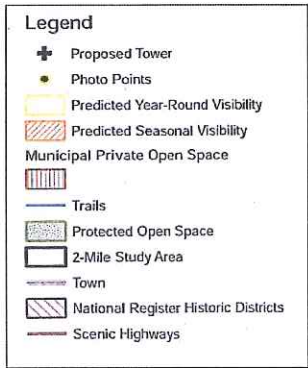 Legend
Proposed Tower
Photo Points
Predicted Year-Round Visibility
Predicted Seasonal Visibility
Municipal Private Open Space
Trails
Protected Open Space
2-Mile Study Area
Town
National Register Historic Districts
Scenic Highways